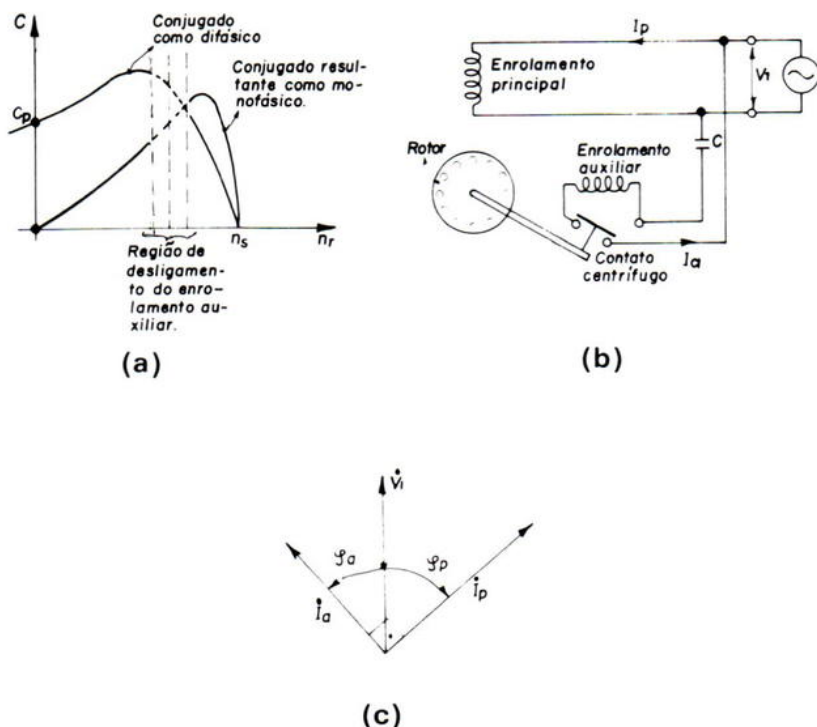 C
Conjugado
como difásico
Conjugado resul-
tante como mo-
nofásico.
Cp
ns
nr
Região de
desligamen-
to do enro-
lamento au-
xiliar.
(a)
Ip
Enrolamento
principal
V1
C
Rotor
Enrolamento
auxiliar
Ia
Contato
centrífugo
(b)
V1
φa
φp
Ia
Ip
(c)